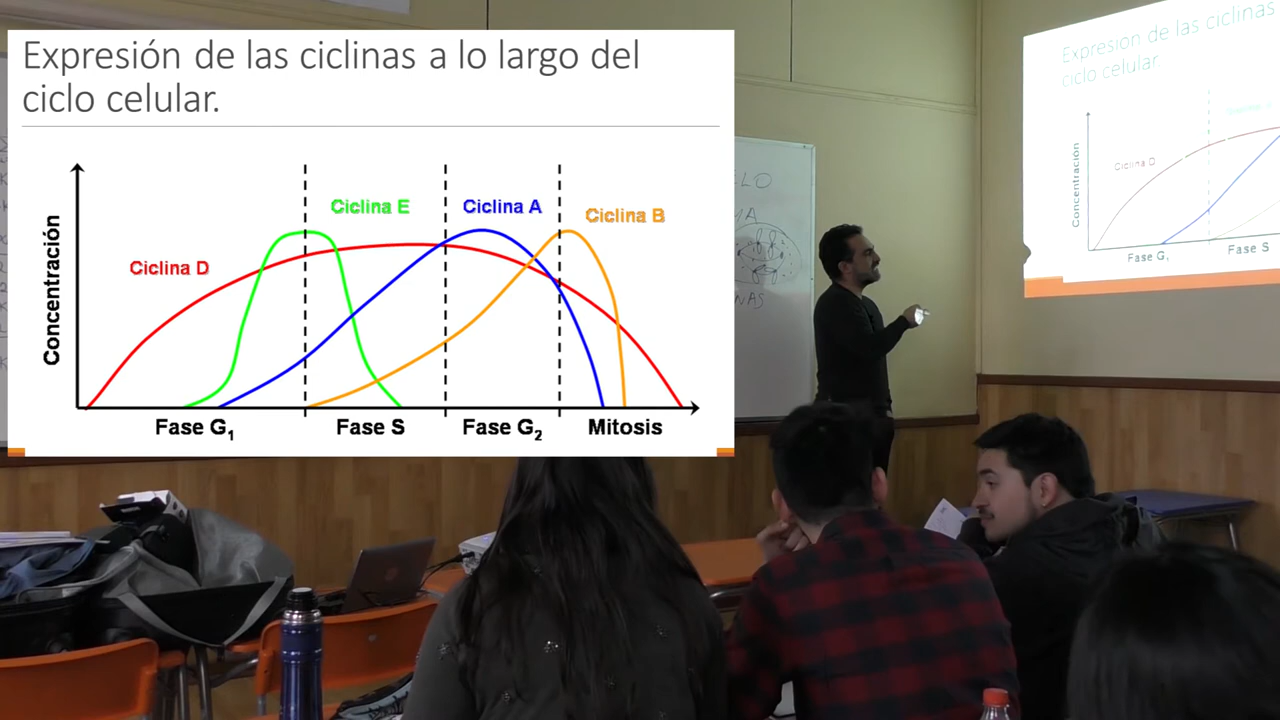 Expresión de las ciclinas a lo largo del
ciclo celular.
Concentración
Ciclina D
Ciclina E
Ciclina A
Ciclina B
Fase G₁
Fase S
Fase G₂
Mitosis
Expresión de las ciclinas
ciclo celular.
Concentración
Ciclina D
Fase G₁
Fase S